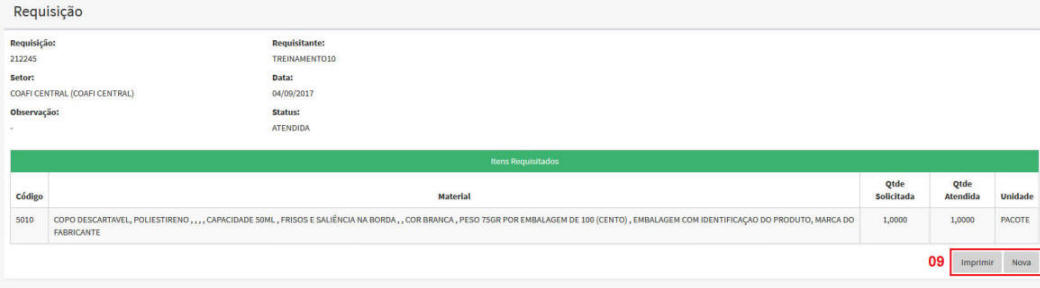 Requisição
Requisição: Requisitante:
212245 TREINAMENTO10
Setor: Data:
COAFI CENTRAL (COAFI CENTRAL) 04/09/2017
Observação: Status:
- ATENDIDA
Itens Requisitados
Código Material Qtde Solicitada Qtde Atendida Unidade
5010 COPO DESCARTAVEL, POLIESTIRENO , , , , CAPACIDADE 50ML , FRISOS E SALIÊNCIA NA BORDA , , COR BRANCA , PESO 75GR POR EMBALAGEM DE 100 (CENTO) , EMBALAGEM COM IDENTIFICAÇAO DO PRODUTO, MARCA DO 1,0000 1,0000 PACOTE
FABRICANTE
09 Imprimir Nova